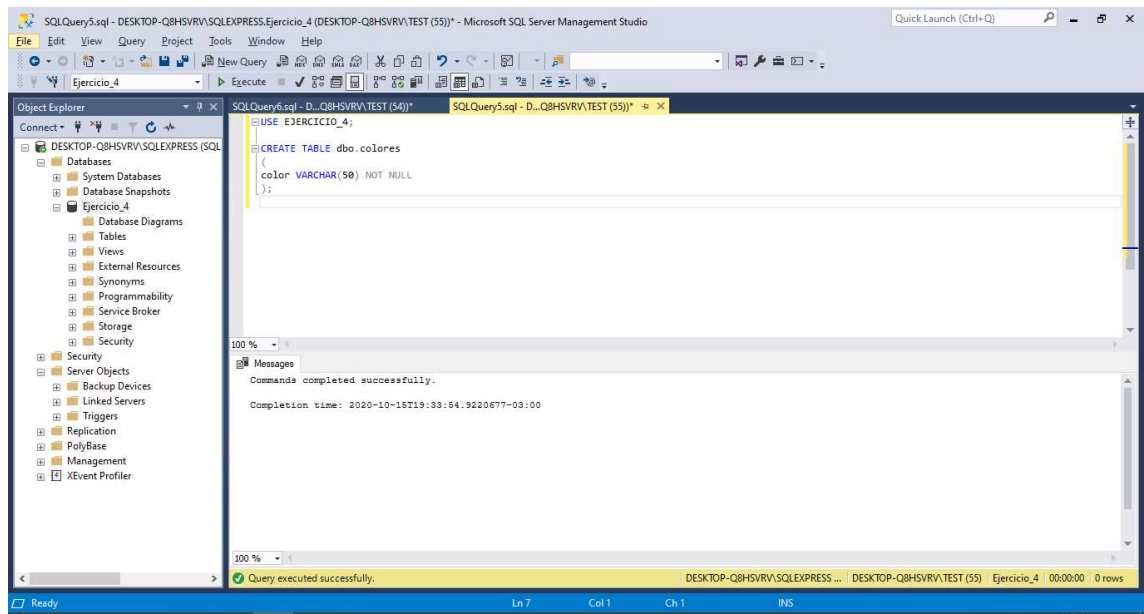 SQLQuery5.sql - DESKTOP-Q8HSVRV\SQLEXPRESS.Ejercicio_4 (DESKTOP-Q8HSVRV\TEST (55))* - Microsoft SQL Server Management Studio
Quick Launch (Ctrl+Q)
File Edit View Query Project Tools Window Help
New Query
Ejercicio_4
Execute
Object Explorer
SQLQuery6.sql - D...Q8HSVRV\TEST (54))*
SQLQuery5.sql - D...Q8HSVRV\TEST (55))*
Connect
DESKTOP-Q8HSVRV\SQLEXPRESS (SQL
Databases
System Databases
Database Snapshots
Ejercicio_4
Database Diagrams
Tables
Views
External Resources
Synonyms
Programmability
Service Broker
Storage
Security
Security
Server Objects
Backup Devices
Linked Servers
Triggers
Replication
PolyBase
Management
XEvent Profiler
USE EJERCICIO_4;
CREATE TABLE dbo.colores
(
color VARCHAR(50) NOT NULL
);
100 %
Messages
Commands completed successfully.
Completion time: 2020-10-15T19:33:54.9220677-03:00
100 %
Query executed successfully.
DESKTOP-Q8HSVRV\SQLEXPRESS ... DESKTOP-Q8HSVRV\TEST (55) Ejercicio_4 00:00:00 0 rows
Ready Ln 7 Col 1 Ch 1 INS